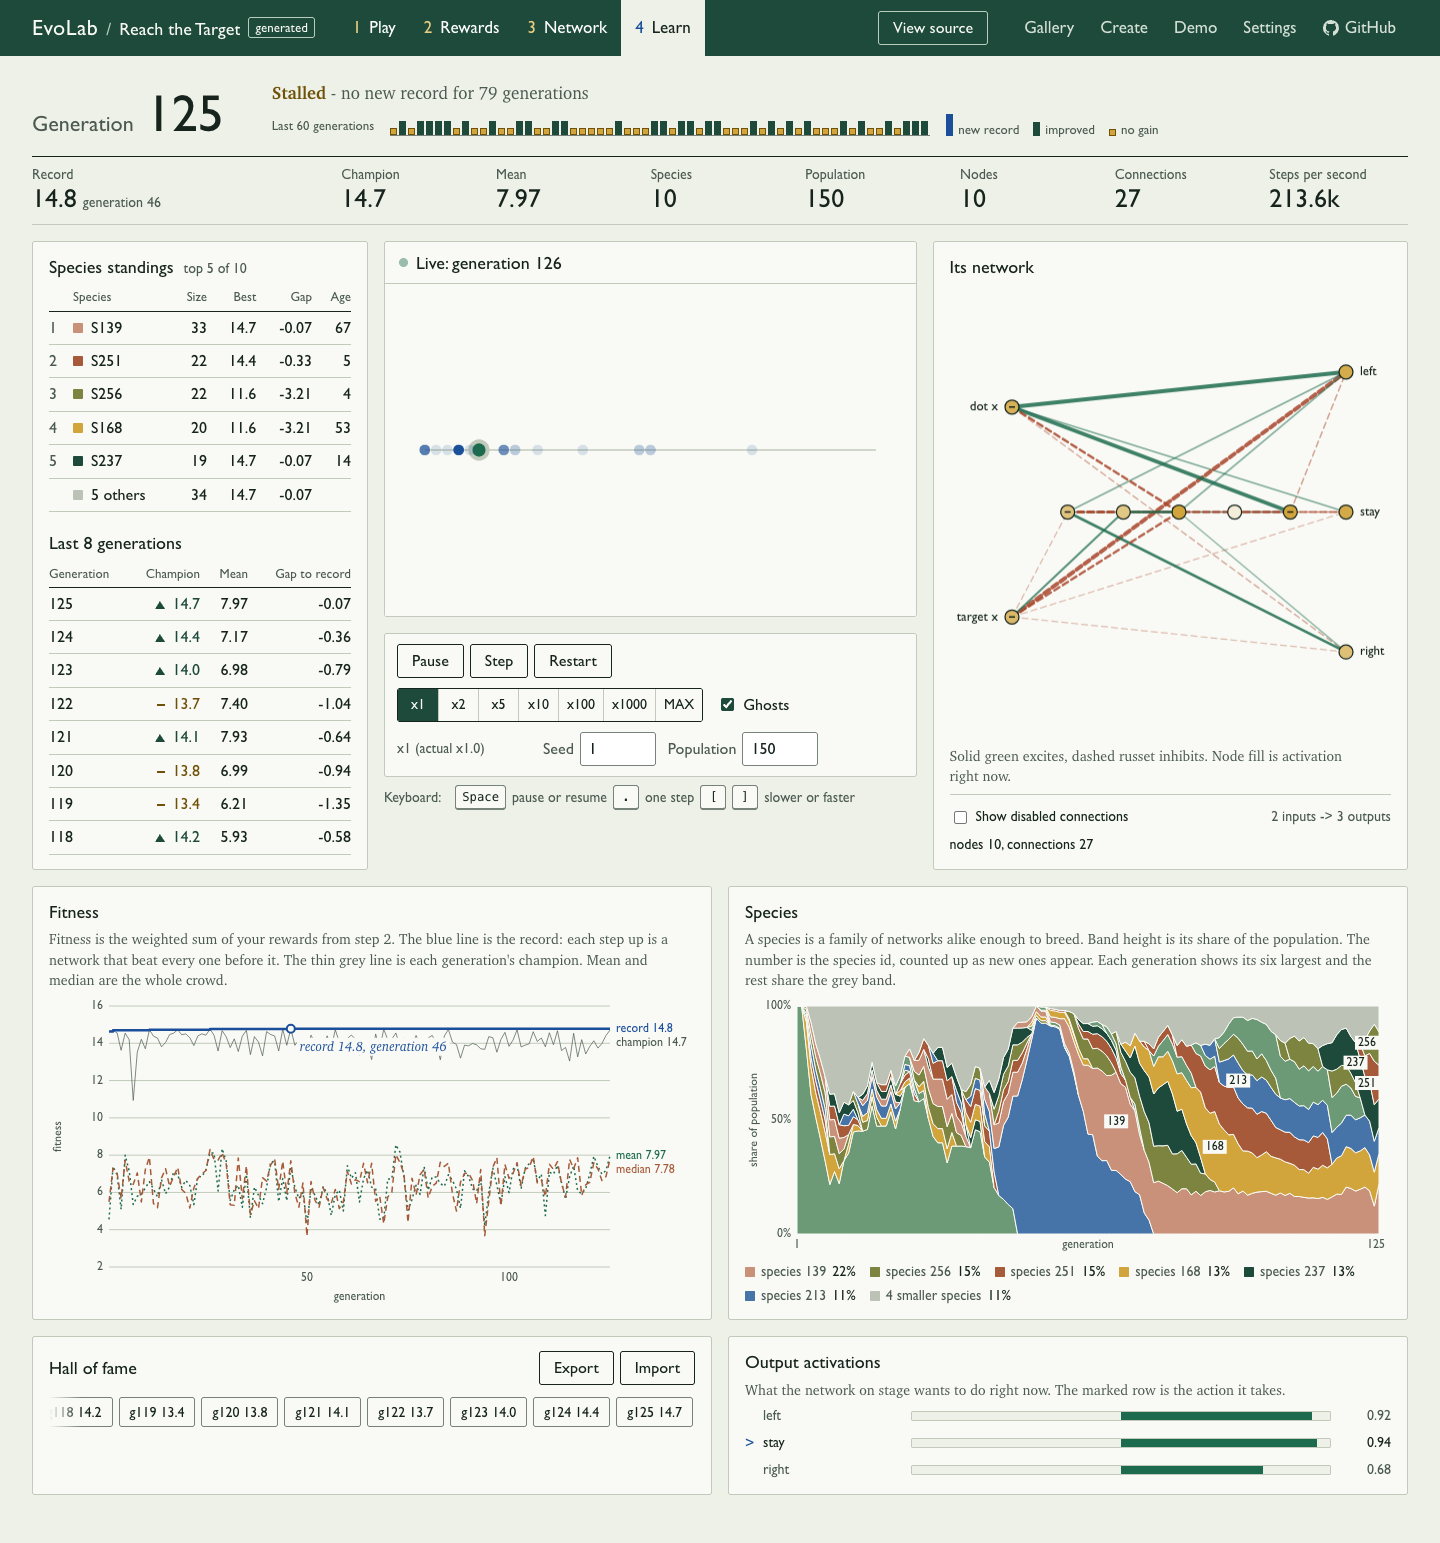 EvoLab / Reach the Target generated 1 Play 2 Rewards 3 Network 4 Learn View source Gallery Create Demo Settings GitHub
Generation 125
Stalled - no new record for 79 generations
Last 60 generations new record improved no gain
Record Champion Mean Species Population Nodes Connections Steps per second
14.8 generation 46 14.7 7.97 10 150 10 27 213.6k
Species standings top 5 of 10
Species Size Best Gap Age
1 S139 33 14.7 -0.07 67
2 S251 22 14.4 -0.33 5
3 S256 22 11.6 -3.21 4
4 S168 20 11.6 -3.21 53
5 S237 19 14.7 -0.07 14
5 others 34 14.7 -0.07
Last 8 generations
Generation Champion Mean Gap to record
125 ▲ 14.7 7.97 -0.07
124 ▲ 14.4 7.17 -0.36
123 ▲ 14.0 6.98 -0.79
122 – 13.7 7.40 -1.04
121 ▲ 14.1 7.93 -0.64
120 – 13.8 6.99 -0.94
119 – 13.4 6.21 -1.35
118 ▲ 14.2 5.93 -0.58
Live: generation 126
Pause Step Restart
x1 x2 x5 x10 x100 x1000 MAX Ghosts
x1 (actual x1.0) Seed 1 Population 150
Keyboard: Space pause or resume . one step [ ] slower or faster
Its network
left
dot x
stay
target x
right
Solid green excites, dashed russet inhibits. Node fill is activation
right now.
Show disabled connections 2 inputs -> 3 outputs
nodes 10, connections 27
Fitness
Fitness is the weighted sum of your rewards from step 2. The blue line is the record: each step up is a
network that beat every one before it. The thin grey line is each generation's champion. Mean and
median are the whole crowd.
16
14
12
10
8
6
4
2
fitness
record 14.8, generation 46
record 14.8
champion 14.7
mean 7.97
median 7.78
50 100
generation
Species
A species is a family of networks alike enough to breed. Band height is its share of the population. The
number is the species id, counted up as new ones appear. Each generation shows its six largest and the
rest share the grey band.
100%
50%
0%
share of population
256
237
251
213
139
168
1 generation 125
species 139 22% species 256 15% species 251 15% species 168 13% species 237 13%
species 213 11% 4 smaller species 11%
Hall of fame Export Import
g118 14.2 g119 13.4 g120 13.8 g121 14.1 g122 13.7 g123 14.0 g124 14.4 g125 14.7
Output activations
What the network on stage wants to do right now. The marked row is the action it takes.
left 0.92
> stay 0.94
right 0.68